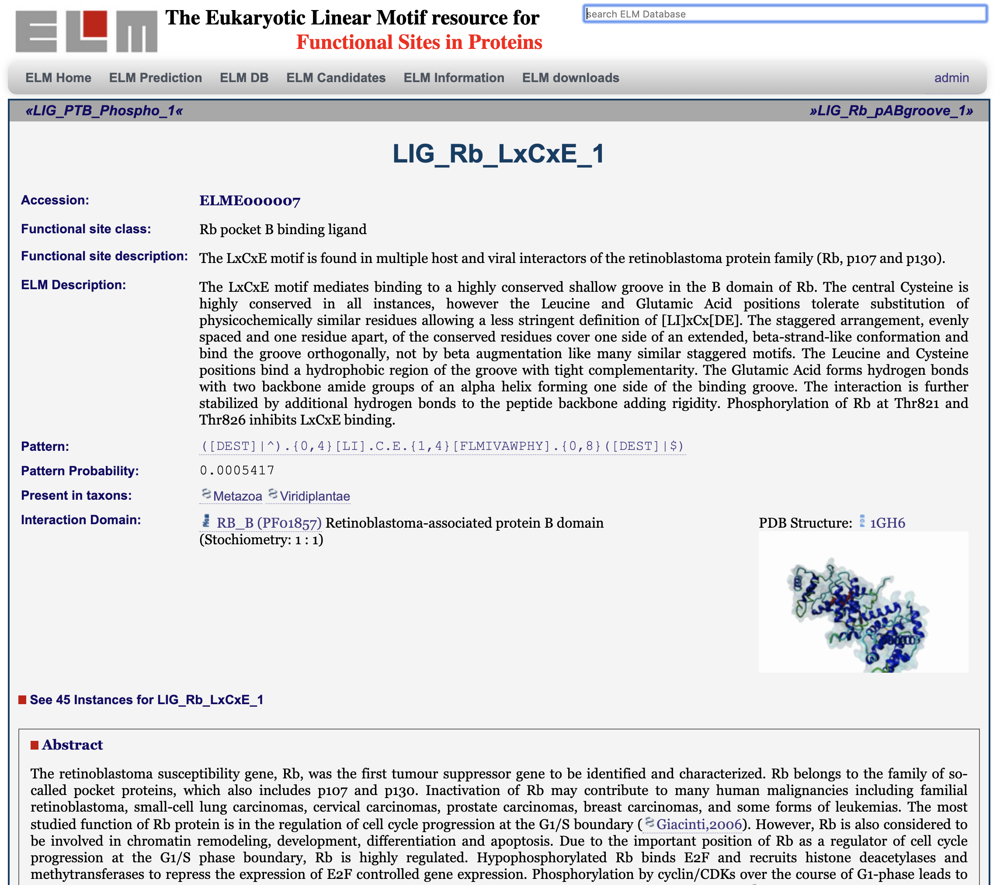 ELM
The Eukaryotic Linear Motif resource for
Functional Sites in Proteins
search ELM Database
ELM Home ELM Prediction ELM DB ELM Candidates ELM Information ELM downloads admin
«LIG_PTB_Phospho_1« »LIG_Rb_pABgroove_1»
LIG_Rb_LxCxE_1
Accession: ELME000007
Functional site class: Rb pocket B binding ligand
Functional site description: The LxCxE motif is found in multiple host and viral interactors of the retinoblastoma protein family (Rb, p107 and p130).
ELM Description: The LxCxE motif mediates binding to a highly conserved shallow groove in the B domain of Rb. The central Cysteine is
highly conserved in all instances, however the Leucine and Glutamic Acid positions tolerate substitution of
physicochemically similar residues allowing a less stringent definition of [LI]xCx[DE]. The staggered arrangement, evenly
spaced and one residue apart, of the conserved residues cover one side of an extended, beta-strand-like conformation and
bind the groove orthogonally, not by beta augmentation like many similar staggered motifs. The Leucine and Cysteine
positions bind a hydrophobic region of the groove with tight complementarity. The Glutamic Acid forms hydrogen bonds
with two backbone amide groups of an alpha helix forming one side of the binding groove. The interaction is further
stabilized by additional hydrogen bonds to the peptide backbone adding rigidity. Phosphorylation of Rb at Thr821 and
Thr826 inhibits LxCxE binding.
Pattern: ([DEST]|^).{0,4}[LI].C.E.{1,4}[FLMIVAWPHY].{0,8}([DEST]|$)
Pattern Probability: 0.0005417
Present in taxons: Metazoa Viridiplantae
Interaction Domain: RB_B (PF01857) Retinoblastoma-associated protein B domain
(Stochiometry: 1 : 1)
PDB Structure: 1GH6
See 45 Instances for LIG_Rb_LxCxE_1
Abstract
The retinoblastoma susceptibility gene, Rb, was the first tumour suppressor gene to be identified and characterized. Rb belongs to the family of so-
called pocket proteins, which also includes p107 and p130. Inactivation of Rb may contribute to many human malignancies including familial
retinoblastoma, small-cell lung carcinomas, cervical carcinomas, prostate carcinomas, breast carcinomas, and some forms of leukemias. The most
studied function of Rb protein is in the regulation of cell cycle progression at the G1/S boundary (Giacinti,2006). However, Rb is also considered to
be involved in chromatin remodeling, development, differentiation and apoptosis. Due to the important position of Rb as a regulator of cell cycle
progression at the G1/S phase boundary, Rb is highly regulated. Hypophosphorylated Rb binds E2F and recruits histone deacetylases and
methytransferases to repress the expression of E2F controlled gene expression. Phosphorylation by cyclin/CDKs over the course of G1-phase leads to